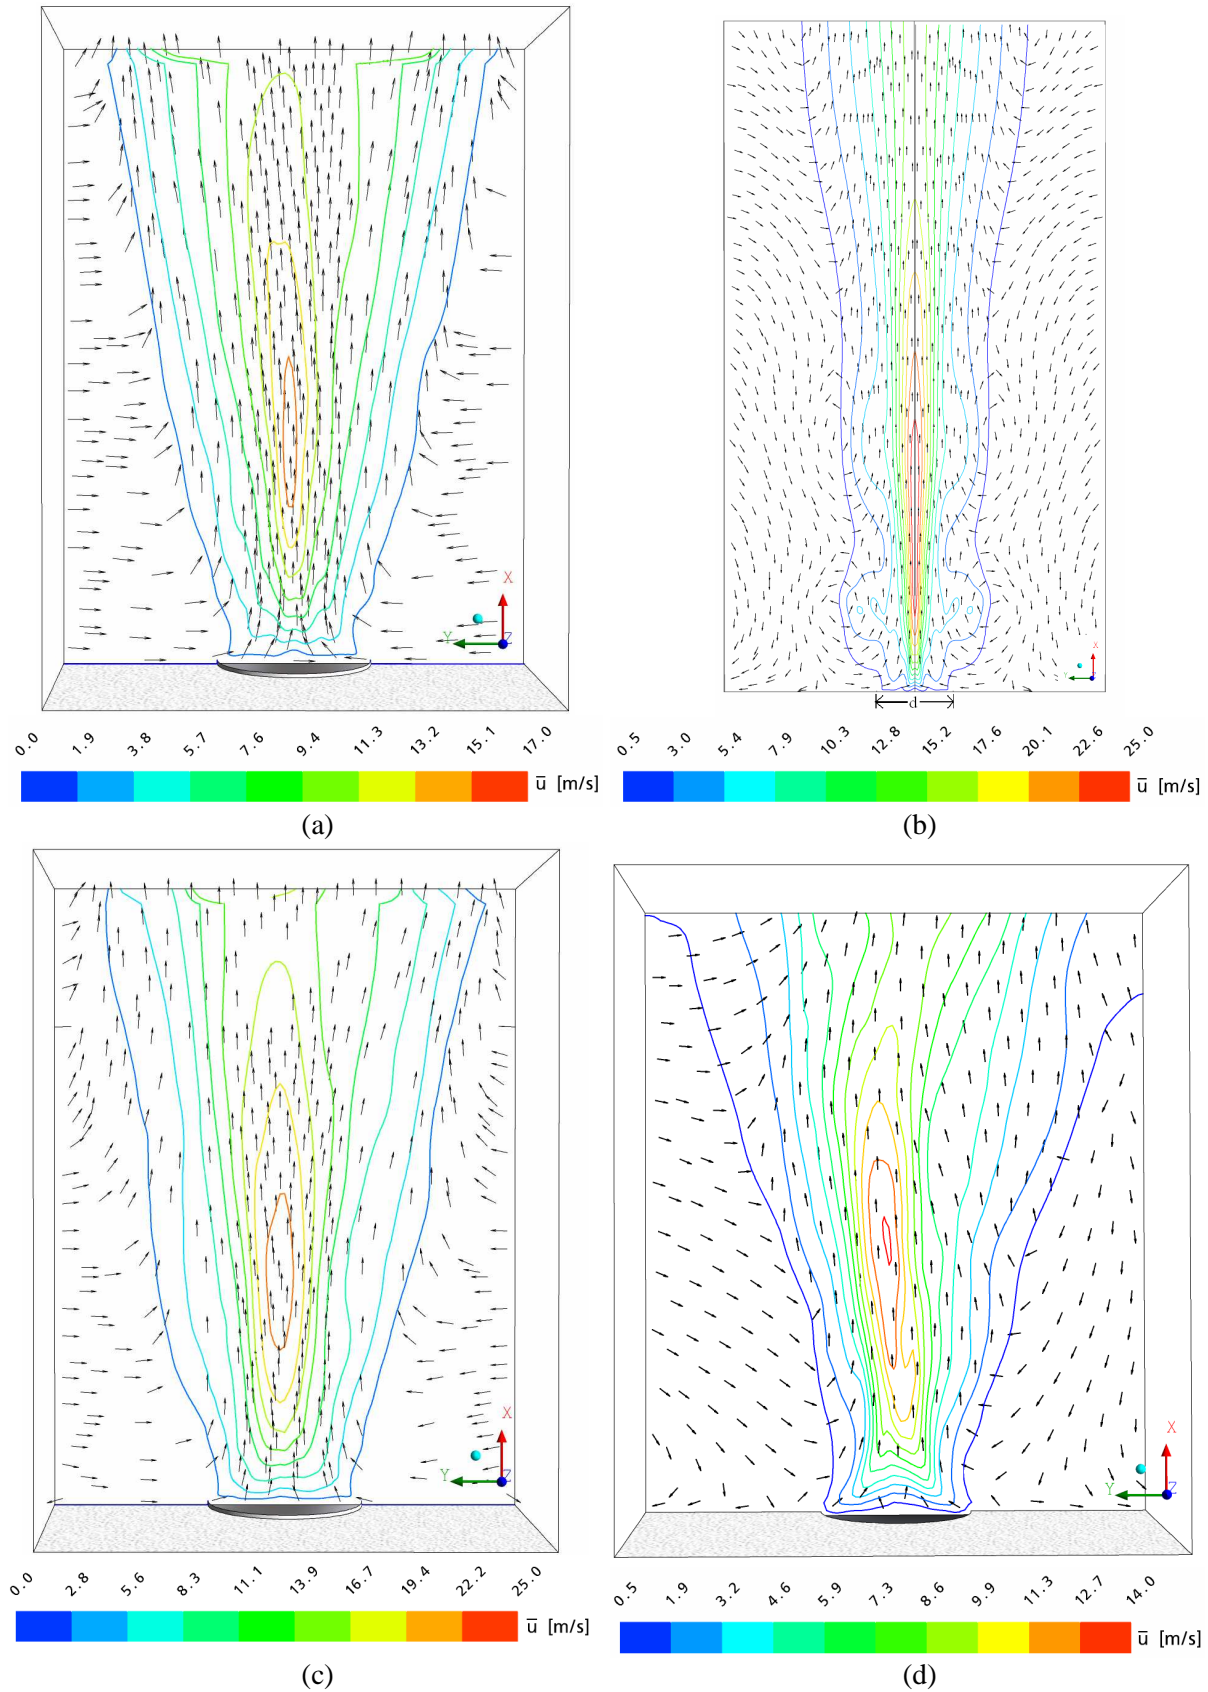 X
Y
Z
0.0 1.9 3.8 5.7 7.6 9.4 11.3 13.2 15.1 17.0
ū [m/s]
(a)
X
d
0.5 3.0 5.4 7.9 10.3 12.8 15.2 17.6 20.1 22.6 25.0
ū [m/s]
(b)
X
Y
Z
0.0 2.8 5.6 8.3 11.1 13.9 16.7 19.4 22.2 25.0
ū [m/s]
(c)
X
Y
Z
0.5 1.9 3.2 4.6 5.9 7.3 8.6 9.9 11.3 12.7 14.0
ū [m/s]
(d)